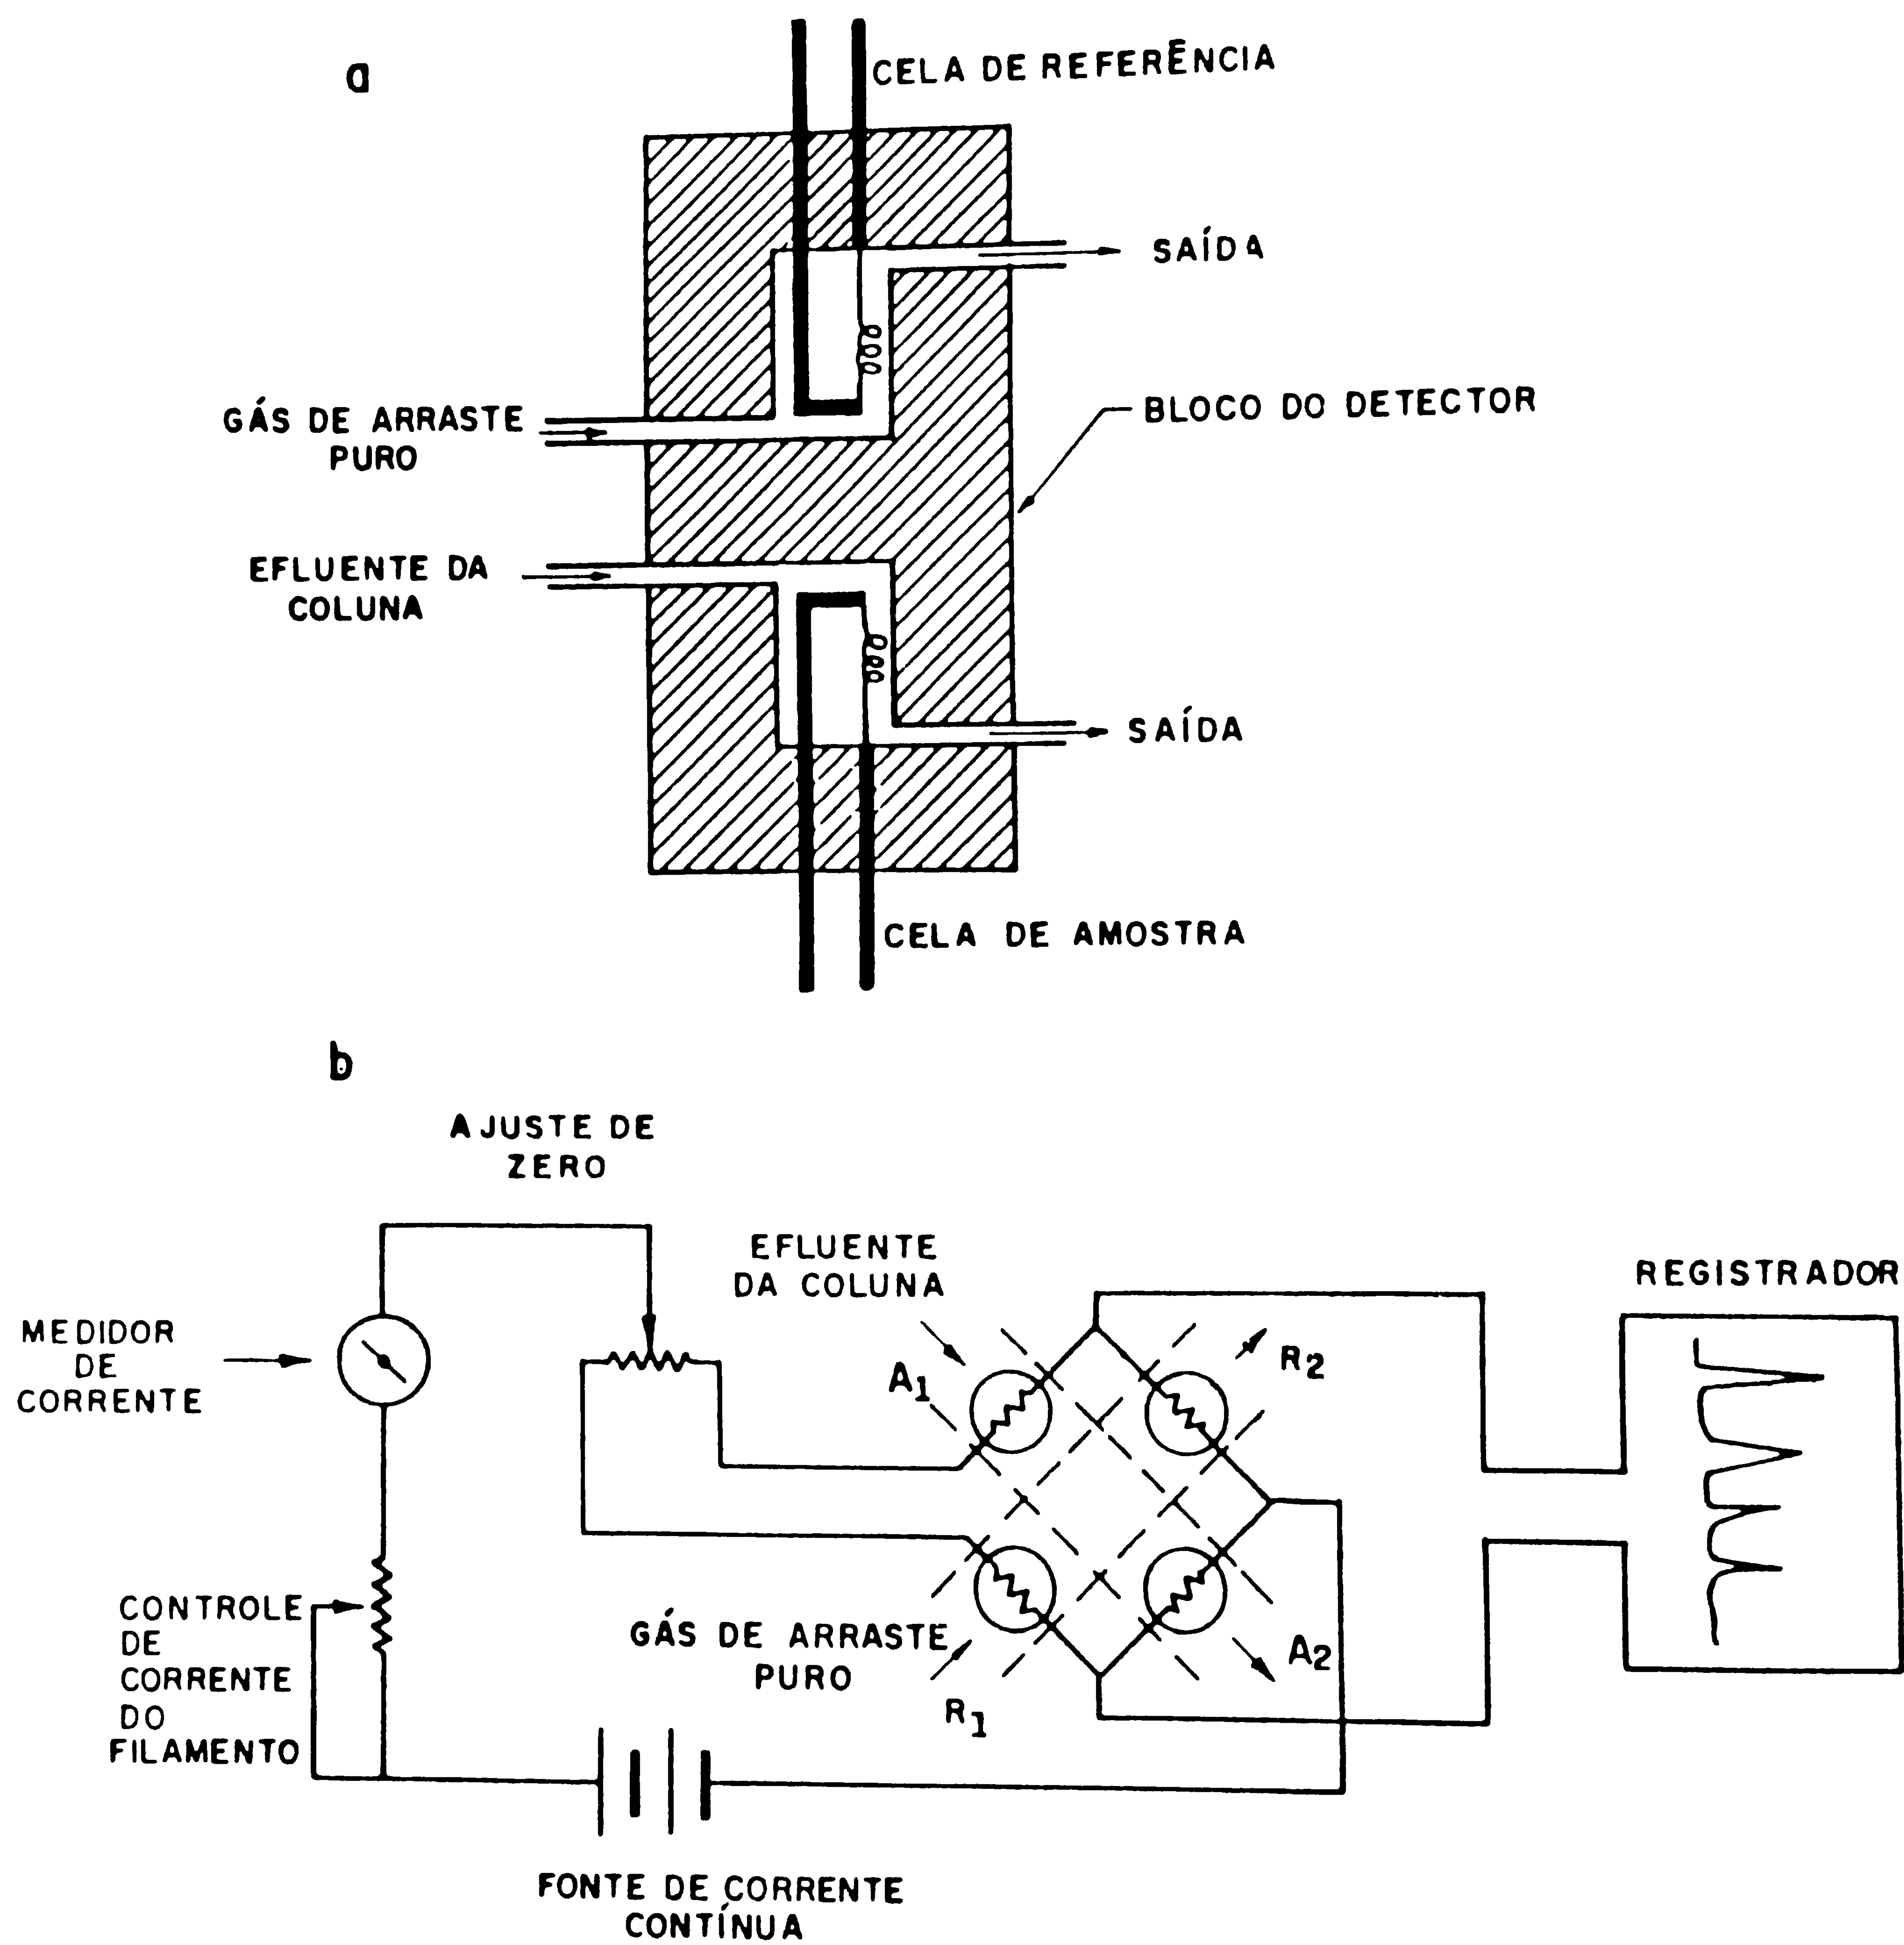 a
CELA DE REFERÊNCIA
SAÍDA
GÁS DE ARRASTE
PURO
BLOCO DO DETECTOR
EFLUENTE DA
COLUNA
SAÍDA
CELA DE AMOSTRA
b
AJUSTE DE
ZERO
EFLUENTE
DA COLUNA
REGISTRADOR
MEDIDOR
DE
CORRENTE
A1
R2
CONTROLE
DE
CORRENTE
DO
FILAMENTO
GÁS DE ARRASTE
PURO
R1
A2
FONTE DE CORRENTE
CONTÍNUA